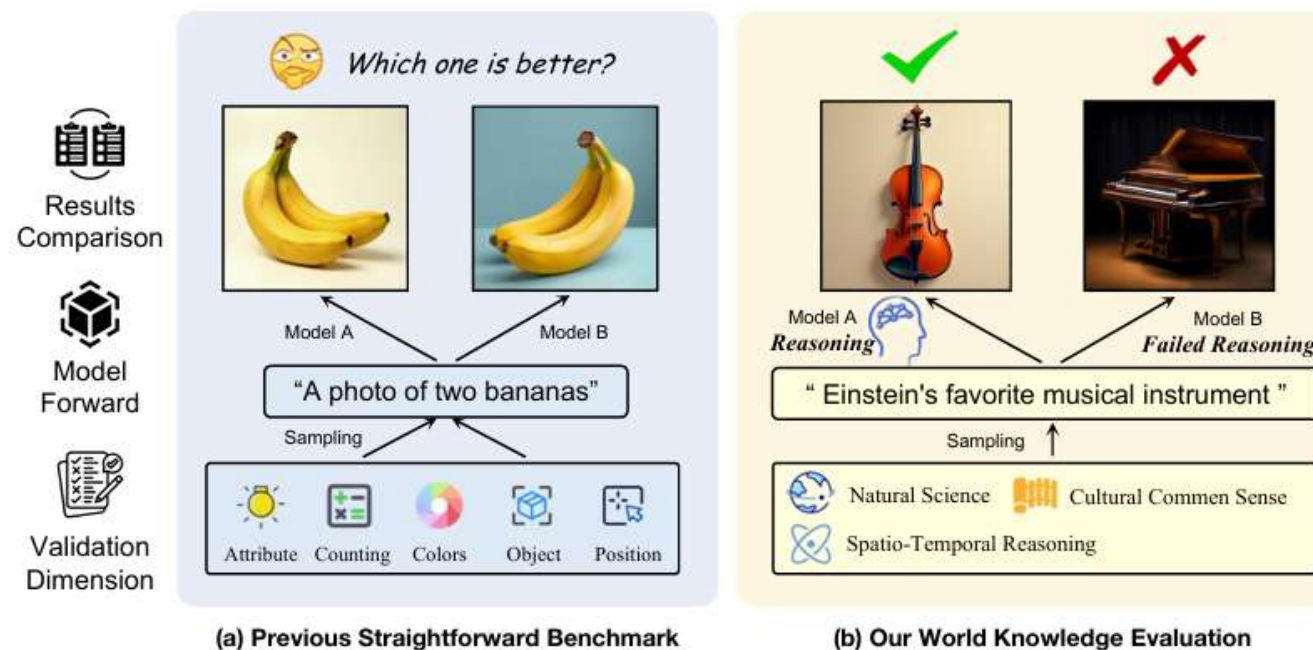 Which one is better?
Results
Comparison
Model A
Model B
Model A
Reasoning
Model B
Failed Reasoning
Model
Forward
“A photo of two bananas”
“ Einstein's favorite musical instrument ”
Sampling
Sampling
Validation
Dimension
Attribute
Counting
Colors
Object
Position
Natural Science
Cultural Commen Sense
Spatio-Temporal Reasoning
(a) Previous Straightforward Benchmark
(b) Our World Knowledge Evaluation